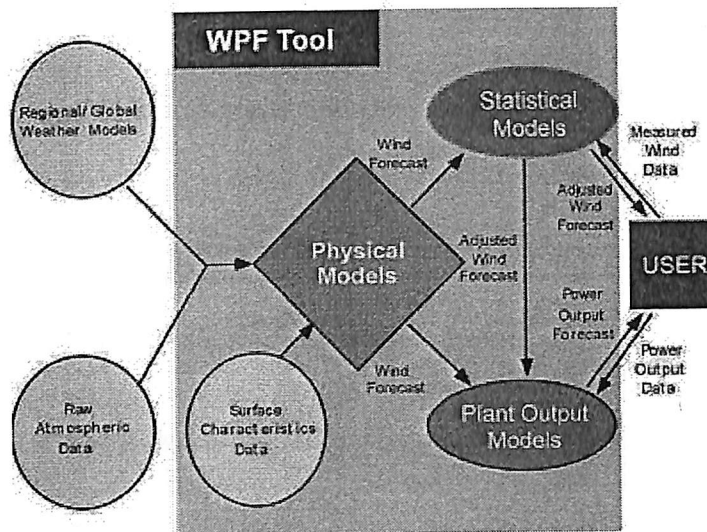 WPF Tool
Regional/Global
Weather Models
Raw
Atmospheric
Data
Surface
Characteristics
Data
Physical
Models
Wind
Forecast
Wind
Forecast
Statistical
Models
Adjusted
Wind
Forecast
Plant Output
Models
Measured
Wind
Data
Adjusted
Wind
Forecast
USER
Power
Output
Forecast
Power
Output
Data